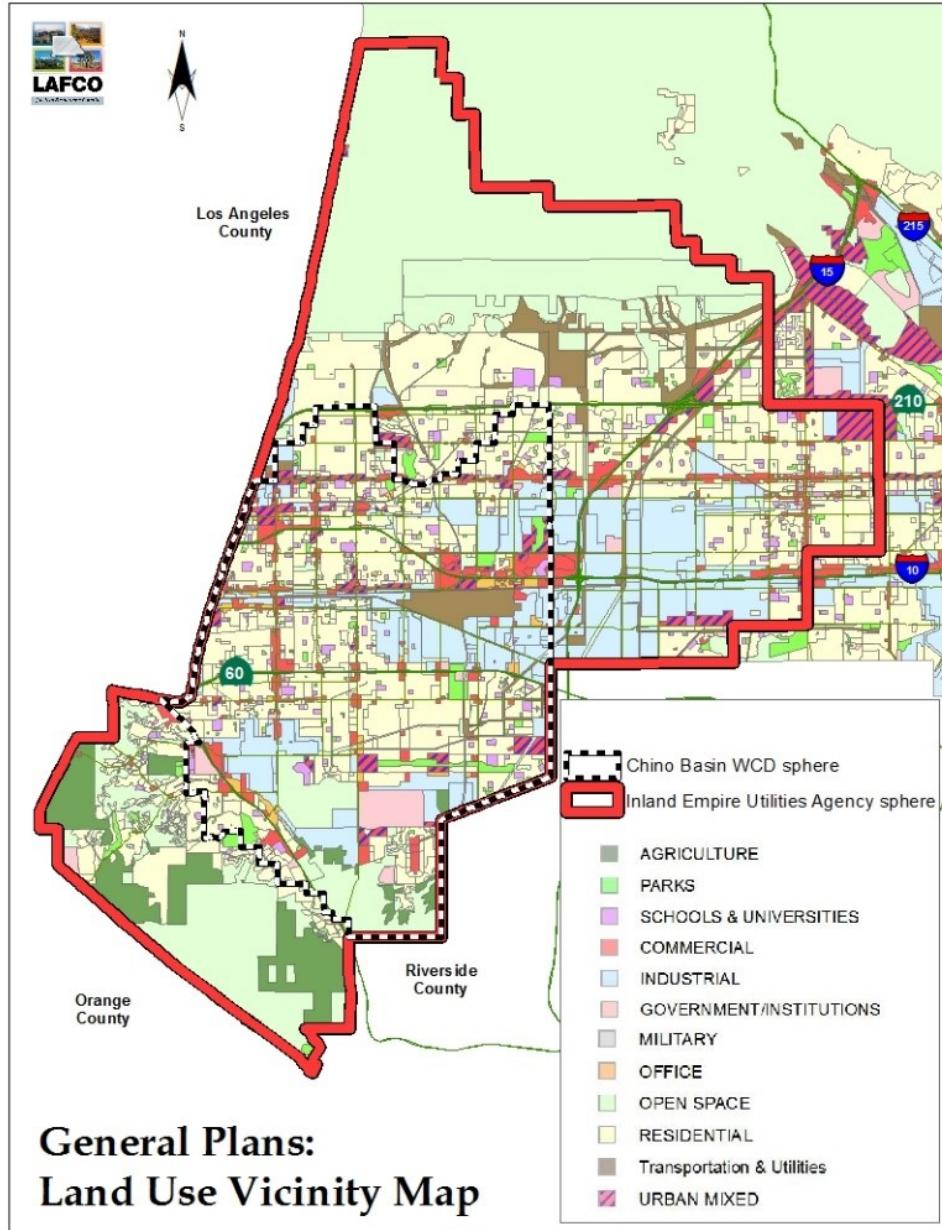 LAFCO
N
S
Los Angeles
County
215
15
210
10
60
Chino Basin WCD sphere
Inland Empire Utilities Agency sphere
AGRICULTURE
PARKS
SCHOOLS & UNIVERSITIES
COMMERCIAL
INDUSTRIAL
GOVERNMENT/INSTITUTIONS
MILITARY
OFFICE
OPEN SPACE
RESIDENTIAL
Transportation & Utilities
URBAN MIXED
Riverside
County
Orange
County
General Plans:
Land Use Vicinity Map